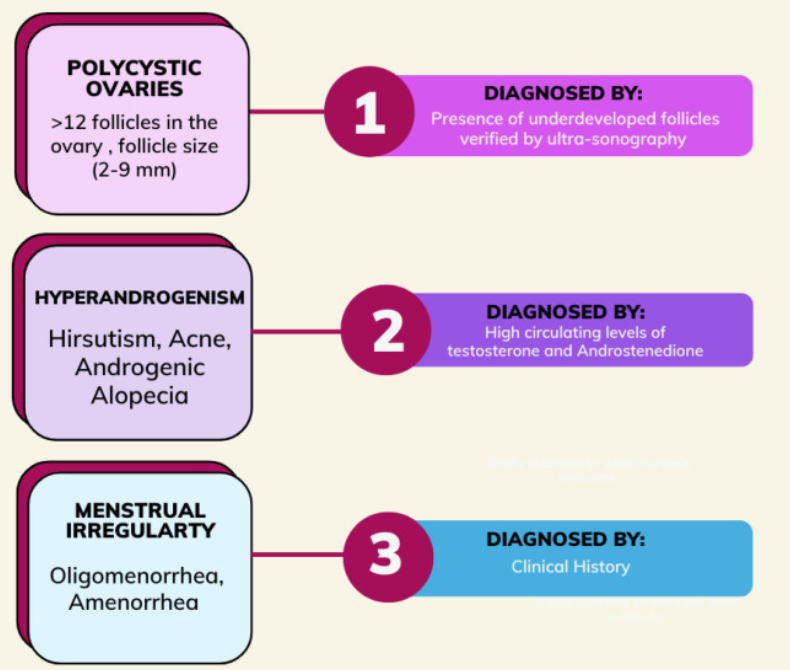 POLYCYSTIC
OVARIES
>12 follicles in the
ovary , follicle size
(2-9 mm)
1
DIAGNOSED BY:
Presence of underdeveloped follicles
verified by ultra-sonography
HYPERANDROGENISM
Hirsutism, Acne,
Androgenic
Alopecia
2
DIAGNOSED BY:
High circulating levels of
testosterone and Androstenedione
MENSTRUAL
IRREGULARTY
Oligomenorrhea,
Amenorrhea
3
DIAGNOSED BY:
Clinical History